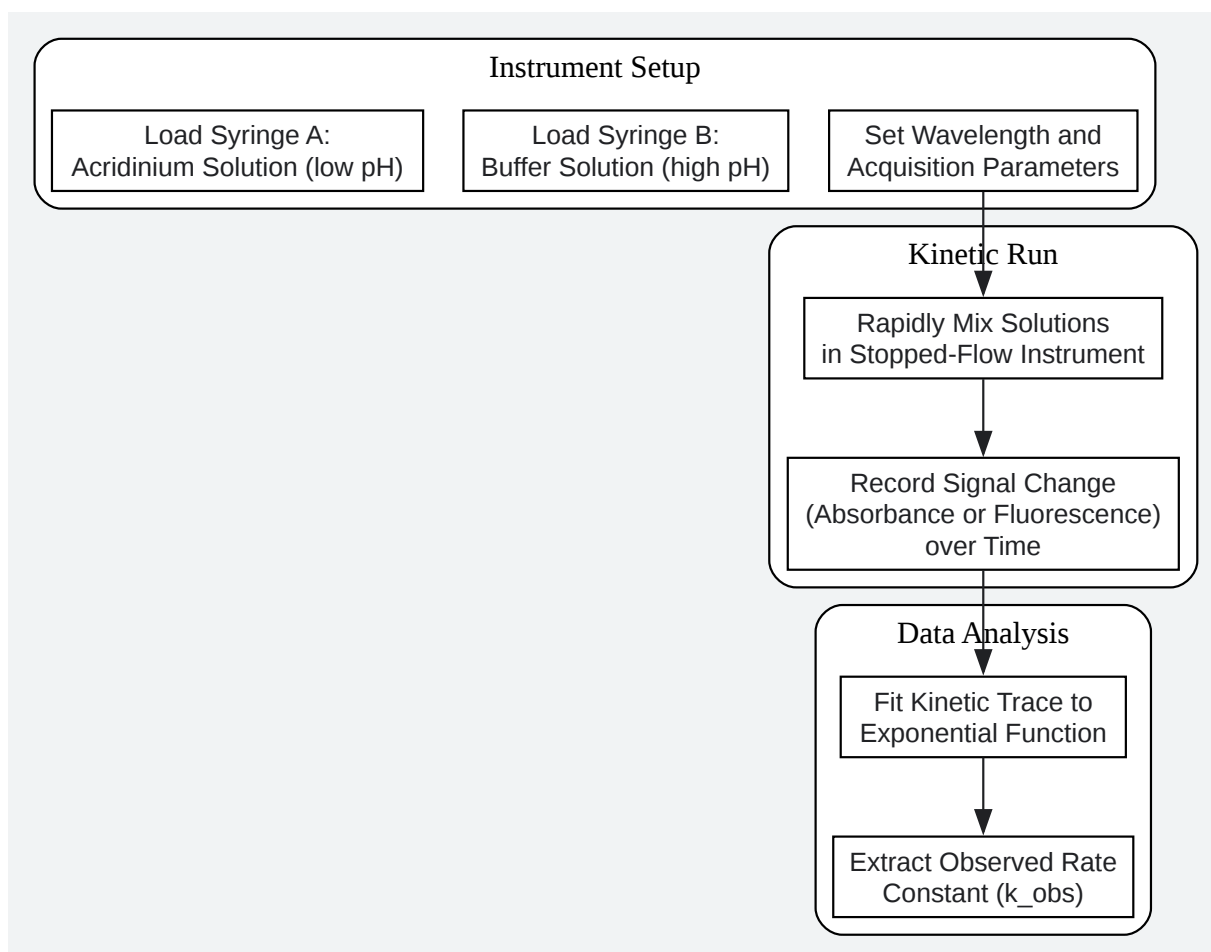 Instrument Setup
Load Syringe A:
Acridinium Solution (low pH)
Load Syringe B:
Buffer Solution (high pH)
Set Wavelength and
Acquisition Parameters
Kinetic Run
Rapidly Mix Solutions
in Stopped-Flow Instrument
Record Signal Change
(Absorbance or Fluorescence)
over Time
Data Analysis
Fit Kinetic Trace to
Exponential Function
Extract Observed Rate
Constant (k_obs)